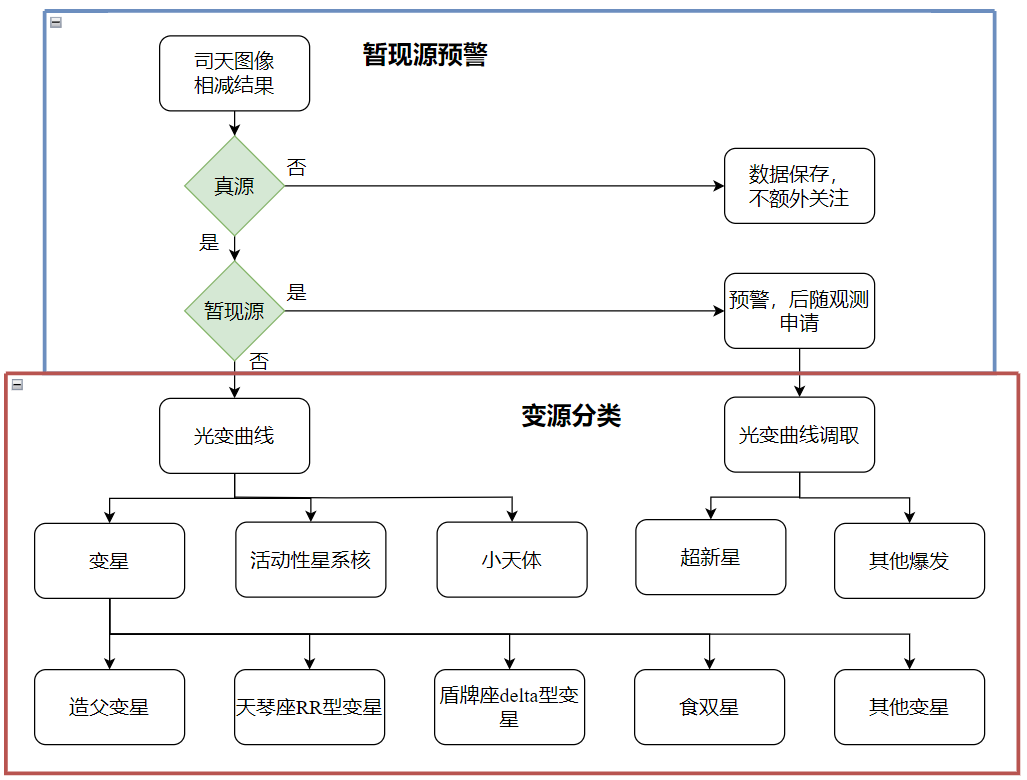 暂现源预警
司天图像
相减结果
真源
否
数据保存，
不额外关注
是
暂现源
是
预警，后随观测
申请
否
变源分类
光变曲线
光变曲线调取
变星
活动性星系核
小天体
超新星
其他爆发
造父变星
天琴座RR型变星
盾牌座delta型变
星
食双星
其他变星